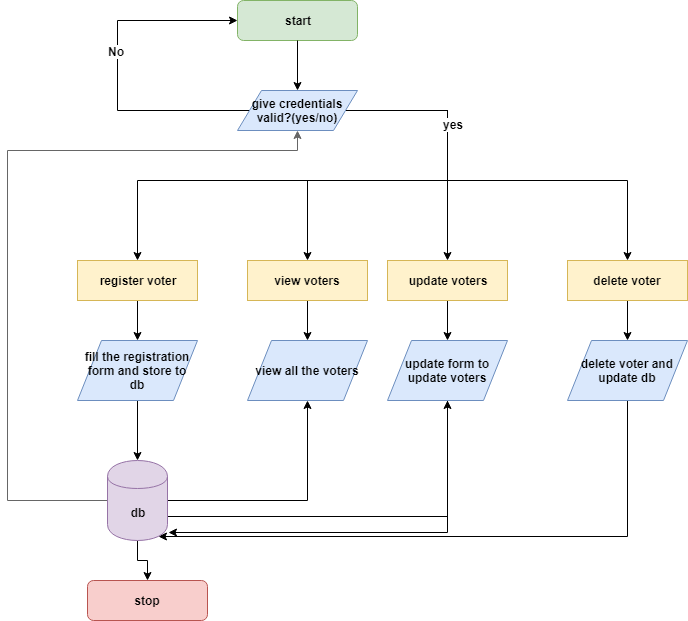 start
No
give credentials
valid?(yes/no)
yes
register voter
view voters
update voters
delete voter
fill the registration
form and store to
db
view all the voters
update form to
update voters
delete voter and
update db
db
stop